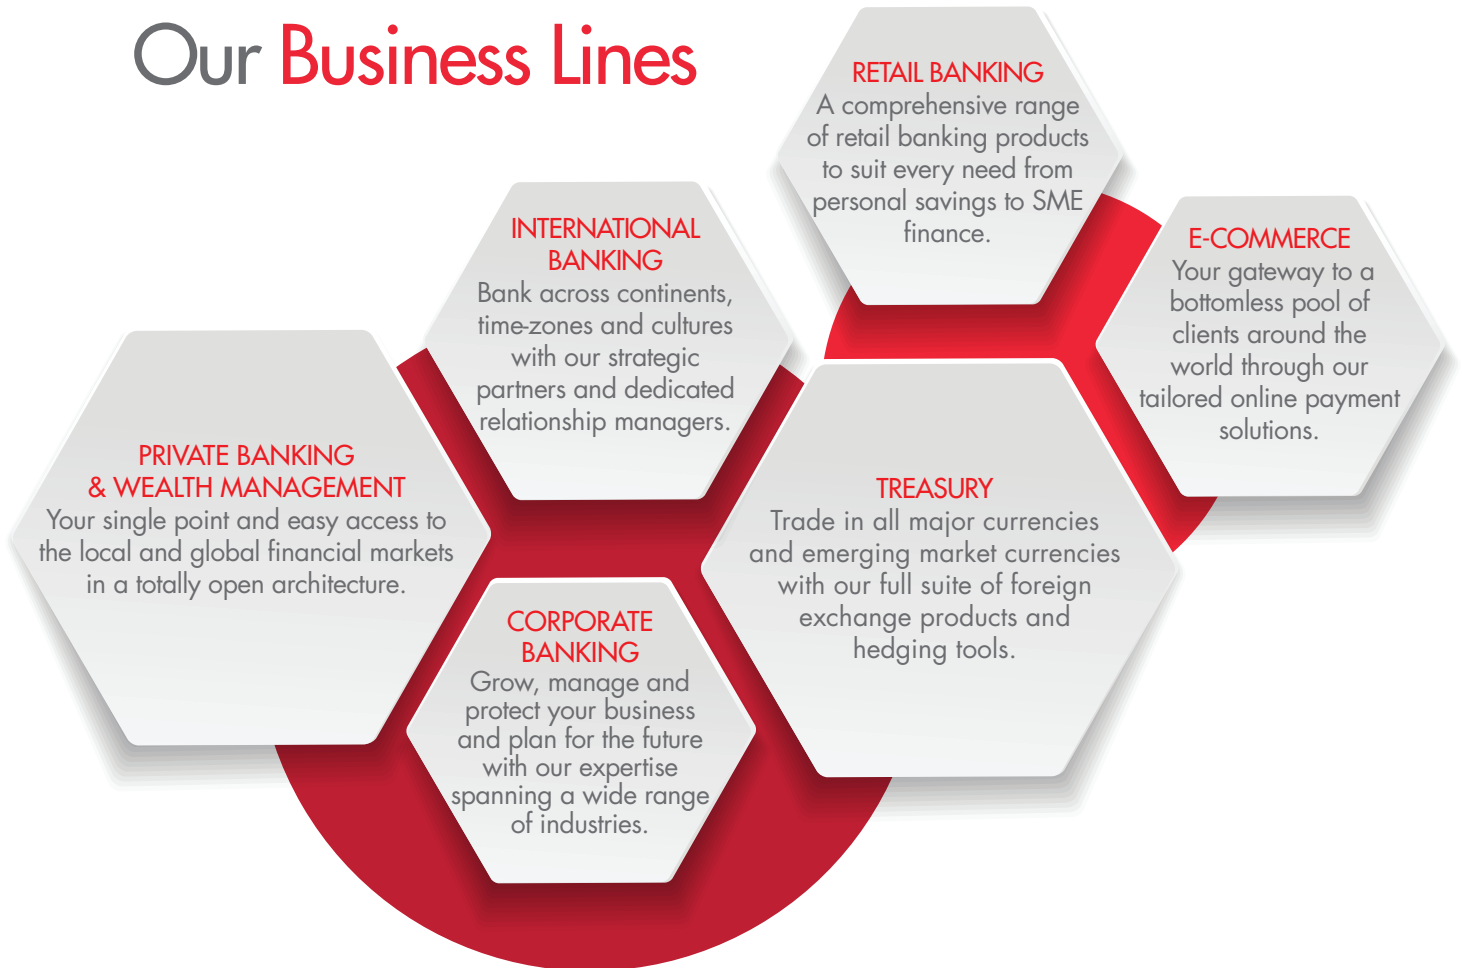 Our Business Lines
RETAIL BANKING
A comprehensive range
of retail banking products
to suit every need from
personal savings to SME
finance.
INTERNATIONAL
BANKING
Bank across continents,
time-zones and cultures
with our strategic
partners and dedicated
relationship managers.
E-COMMERCE
Your gateway to a
bottomless pool of
clients around the
world through our
tailored online payment
solutions.
PRIVATE BANKING
& WEALTH MANAGEMENT
Your single point and easy access to
the local and global financial markets
in a totally open architecture.
TREASURY
Trade in all major currencies
and emerging market currencies
with our full suite of foreign
exchange products and
hedging tools.
CORPORATE
BANKING
Grow, manage and
protect your business
and plan for the future
with our expertise
spanning a wide range
of industries.